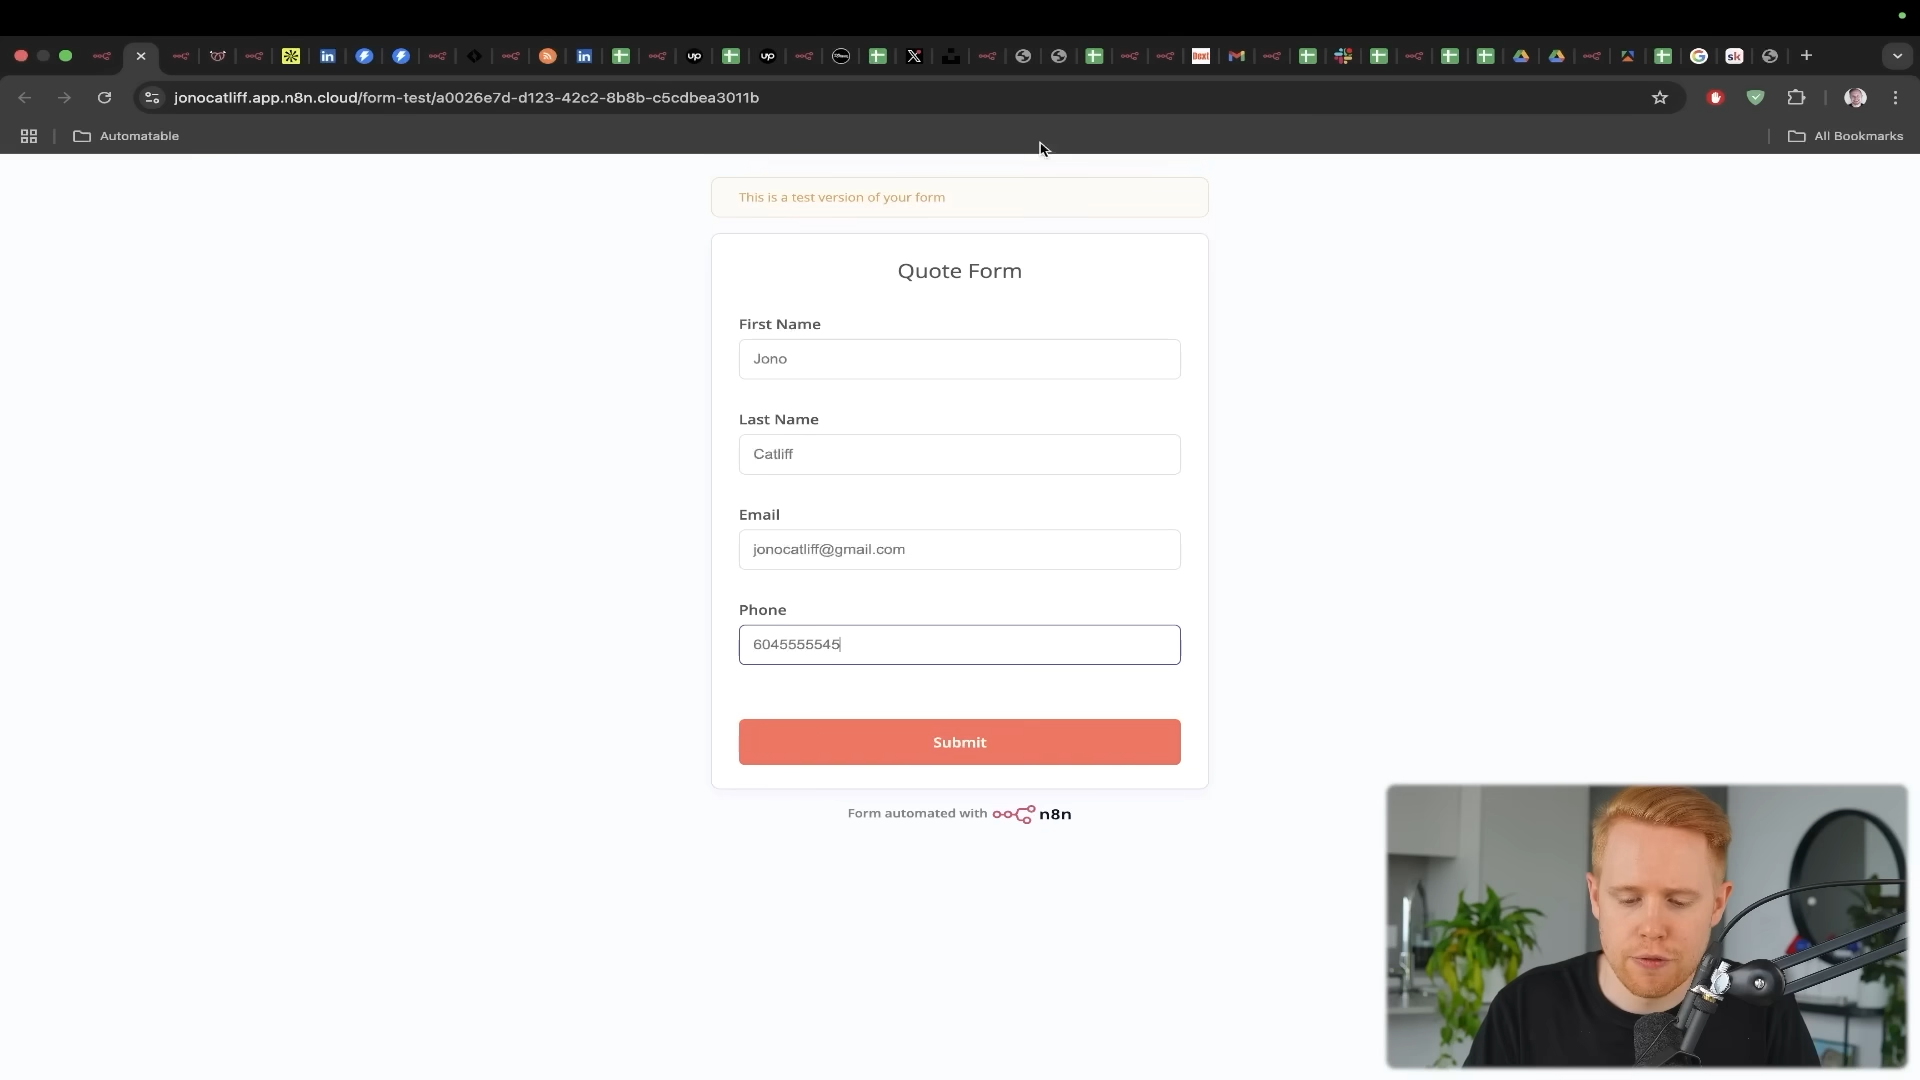 jonocatliff.app.n8n.cloud/form-test/a0026e7d-d123-42c2-8b8b-c5cdbea3011b
Automatable
All Bookmarks
This is a test version of your form
Quote Form
First Name
Jono
Last Name
Catliff
Email
jonocatliff@gmail.com
Phone
6045555545
Submit
Form automated with n8n